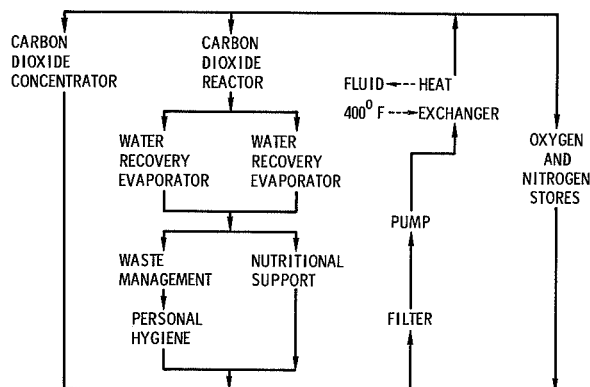 CARBON
DIOXIDE
CONCENTRATOR
CARBON
DIOXIDE
REACTOR
FLUID HEAT
400° F EXCHANGER
WATER
RECOVERY
EVAPORATOR
WATER
RECOVERY
EVAPORATOR
OXYGEN
AND
NITROGEN
STORES
PUMP
WASTE
MANAGEMENT
NUTRITIONAL
SUPPORT
PERSONAL
HYGIENE
FILTER